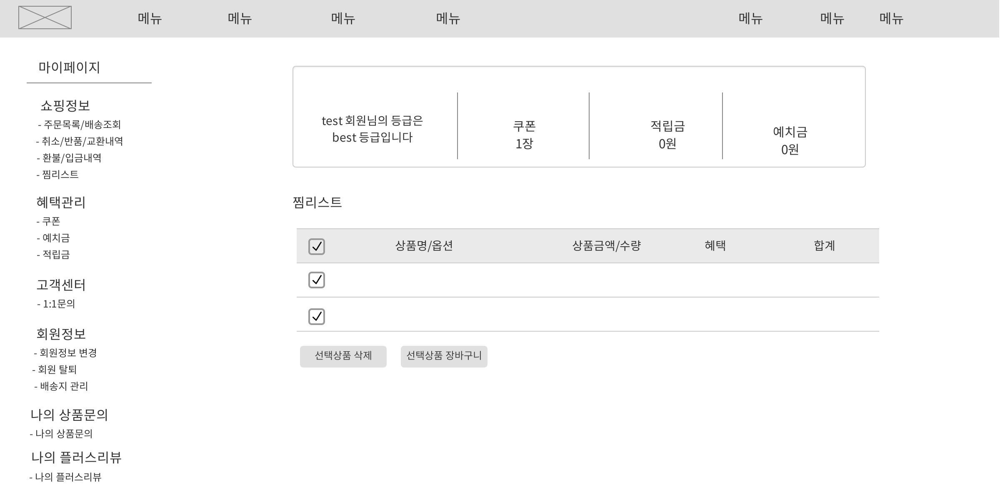 메뉴 메뉴 메뉴 메뉴 메뉴 메뉴 메뉴
마이페이지
쇼핑정보
- 주문목록/배송조회
- 취소/반품/교환내역
- 환불/입금내역
- 찜리스트
혜택관리
- 쿠폰
- 예치금
- 적립금
고객센터
- 1:1문의
회원정보
- 회원정보 변경
- 회원 탈퇴
- 배송지 관리
나의 상품문의
- 나의 상품문의
나의 플러스리뷰
- 나의 플러스리뷰
test 회원님의 등급은
best 등급입니다
쿠폰
1장
적립금
0원
예치금
0원
찜리스트
상품명/옵션 상품금액/수량 혜택 합계
선택상품 삭제 선택상품 장바구니